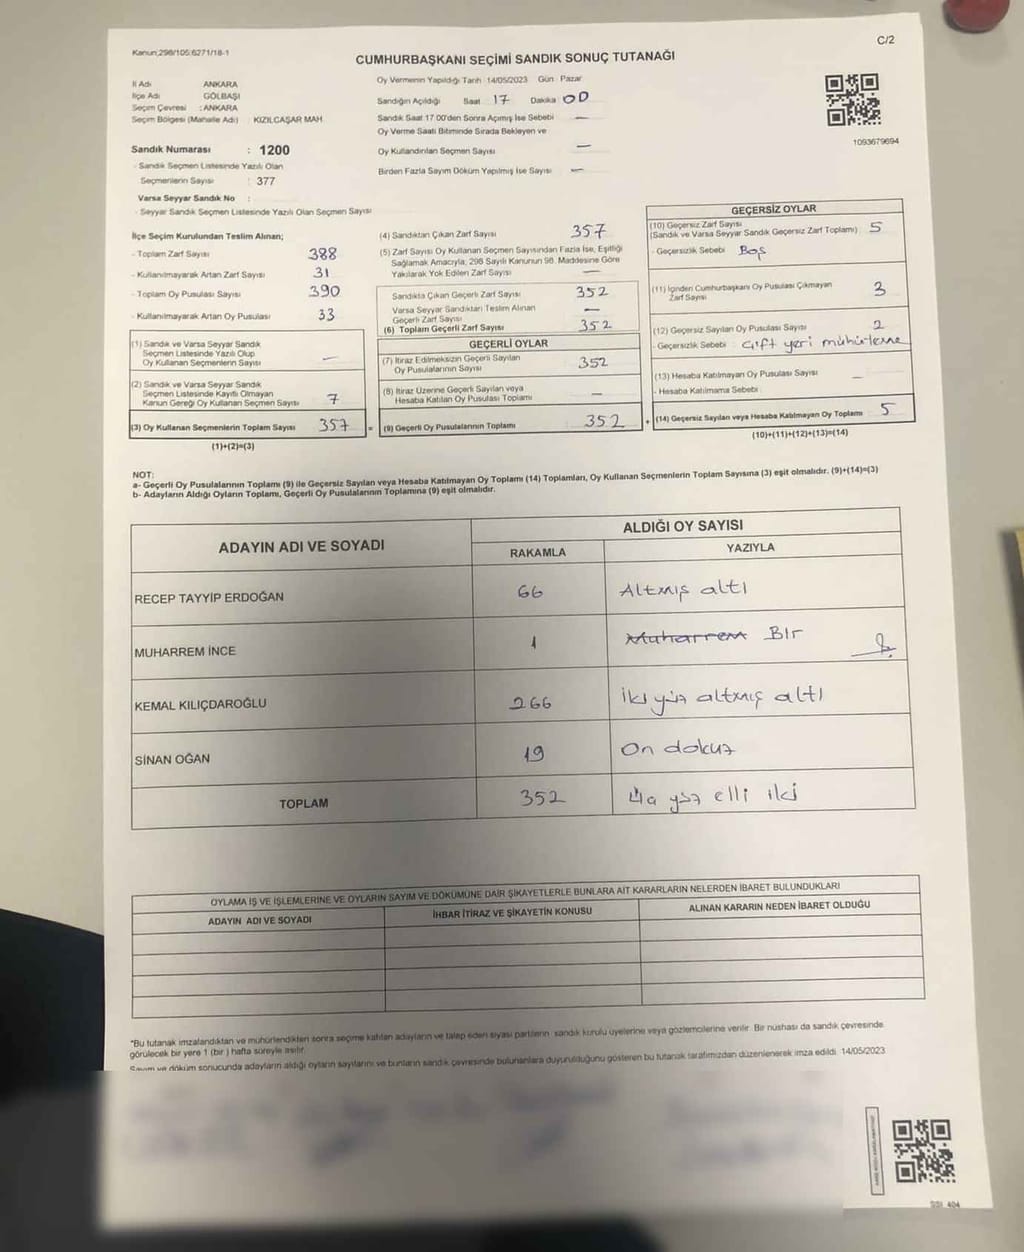 Kanun;298/105;6271/18-1
C/2
CUMHURBAŞKANI SEÇİMİ SANDIK SONUÇ TUTANAĞI
İl Adı ANKARA
İlçe Adı GÖLBAŞI
Seçim Çevresi : ANKARA
Seçim Bölgesi (Mahalle Adı) KIZILCAŞAR MAH.
Oy Vermenin Yapıldığı Tarih 14/05/2023 Gün Pazar
Sandığın Açıldığı Saat 17 Dakika 00
Sandık Saat 17 00'den Sonra Açımış İse Sebebi —
Oy Verme Saati Bitiminde Sırada Bekleyen ve
Oy Kullandırılan Seçmen Sayısı —
Birden Fazla Sayım Döküm Yapılmış İse Sayısı —
1093679694
Sandık Numarası : 1200
- Sandık Seçmen Listesinde Yazılı Olan
Seçmenlerin Sayısı : 377
Varsa Seyyar Sandık No :
- Seyyar Sandık Seçmen Listesinde Yazılı Olan Seçmen Sayısı
İlçe Seçim Kurulundan Teslim Alınan;
- Toplam Zarf Sayısı 388
- Kullanılmayarak Artan Zarf Sayısı 31
- Toplam Oy Pusulası Sayısı 390
- Kullanılmayarak Artan Oy Pusulası 33
(1) Sandık ve Varsa Seyyar Sandık
Seçmen Listesinde Yazılı Olup
Oy Kullanan Seçmenlerin Sayısı —
(2) Sandık ve Varsa Seyyar Sandık
Seçmen Listesinde Kayıtlı Olmayan
Kanun Gereği Oy Kullanan Seçmen Sayısı 7
(3) Oy Kullanan Seçmenlerin Toplam Sayısı 357
(1)+(2)=(3)
=
(4) Sandıktan Çıkan Zarf Sayısı 357
(5) Zarf Sayısı Oy Kullanan Seçmen Sayısından Fazla İse, Eşitliği
Sağlamak Amacıyla, 298 Sayılı Kanunun 98. Maddesine Göre
Yakılarak Yok Edilen Zarf Sayısı —
Sandıkta Çıkan Geçerli Zarf Sayısı 352
Varsa Seyyar Sandıktan Teslim Alınan
Geçerli Zarf Sayısı —
(6) Toplam Geçerli Zarf Sayısı 352
GEÇERLİ OYLAR
(7) İtiraz Edilmeksizin Geçerli Sayılan
Oy Pusulalarının Sayısı 352
(8) İtiraz Üzerine Geçerli Sayılan veya
Hesaba Katılan Oy Pusulası Toplamı —
(9) Geçerli Oy Pusulalarının Toplamı 352
+
GEÇERSİZ OYLAR
(10) Geçersiz Zarf Sayısı
(Sandık ve Varsa Seyyar Sandık Geçersiz Zarf Toplamı) 5
- Geçersizlik Sebebi Boş
(11) İçinden Cumhurbaşkanı Oy Pusulası Çıkmayan
Zarf Sayısı 3
(12) Geçersiz Sayılan Oy Pusulası Sayısı 2
- Geçersizlik Sebebi Çift yeri mühürleme
(13) Hesaba Katılmayan Oy Pusulası Sayısı —
- Hesaba Katılmama Sebebi
(14) Geçersiz Sayılan veya Hesaba Katılmayan Oy Toplamı 5
(10)+(11)+(12)+(13)=(14)
NOT:
a- Geçerli Oy Pusulalarının Toplamı (9) ile Geçersiz Sayılan veya Hesaba Katılmayan Oy Toplamı (14) Toplamları, Oy Kullanan Seçmenlerin Toplam Sayısına (3) eşit olmalıdır. (9)+(14)=(3)
b- Adayların Aldığı Oyların Toplamı, Geçerli Oy Pusulalarının Toplamına (9) eşit olmalıdır.
ADAYIN ADI VE SOYADI
ALDIĞI OY SAYISI
RAKAMLA YAZIYLA
RECEP TAYYİP ERDOĞAN 66 Altmış altı
MUHARREM İNCE 1 Muharrem Bir
KEMAL KILIÇDAROĞLU 266 İki yüz altmış altı
SİNAN OĞAN 19 On dokuz
TOPLAM 352 Üç yüz elli iki
OYLAMA İŞ VE İŞLEMLERİNE VE OYLARIN SAYIM VE DÖKÜMÜNE DAİR ŞİKAYETLERLE BUNLARA AİT KARARLARIN NELERDEN İBARET BULUNDUKLARI
ADAYIN ADI VE SOYADI İHBAR İTİRAZ VE ŞİKAYETİN KONUSU ALINAN KARARIN NEDEN İBARET OLDUĞU
*Bu tutanak imzalandıktan ve mühürlendikten sonra seçime katılan adayların ve talep eden siyasi partilerin sandık kurulu üyelerine veya gözlemcilerine verilir. Bir nüshası da sandık çevresinde
görülecek bir yere 1 (bir) hafta süreyle asılır.
Sayım ve döküm sonucunda adayların aldığı oyların sayılarını ve bunların sandık çevresinde bulunanlara duyurulduğunu gösteren bu tutanak tarafımızdan düzenlenerek imza edildi. 14/05/2023